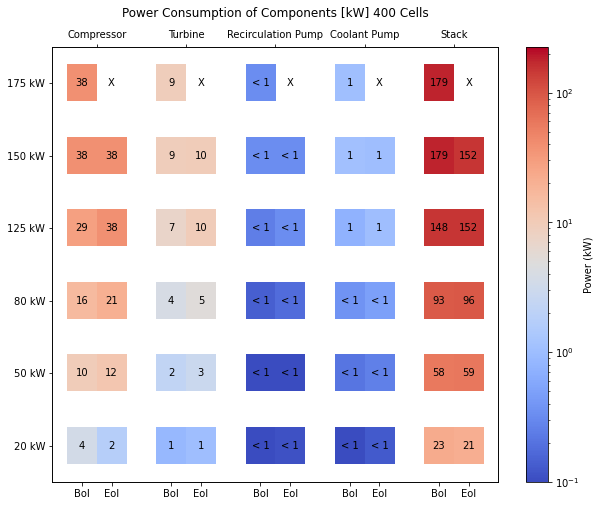 Power Consumption of Components [kW] 400 Cells
Compressor Turbine Recirculation Pump Coolant Pump Stack
175 kW 38 X 9 X < 1 X 1 X 179 X
150 kW 38 38 9 10 < 1 < 1 1 1 179 152
125 kW 29 38 7 10 < 1 < 1 1 1 148 152
80 kW 16 21 4 5 < 1 < 1 < 1 < 1 93 96
50 kW 10 12 2 3 < 1 < 1 < 1 < 1 58 59
20 kW 4 2 1 1 < 1 < 1 < 1 < 1 23 21
BoI EoI BoI EoI BoI EoI BoI EoI BoI EoI
10²
10¹
10⁰
10⁻¹
Power (kW)